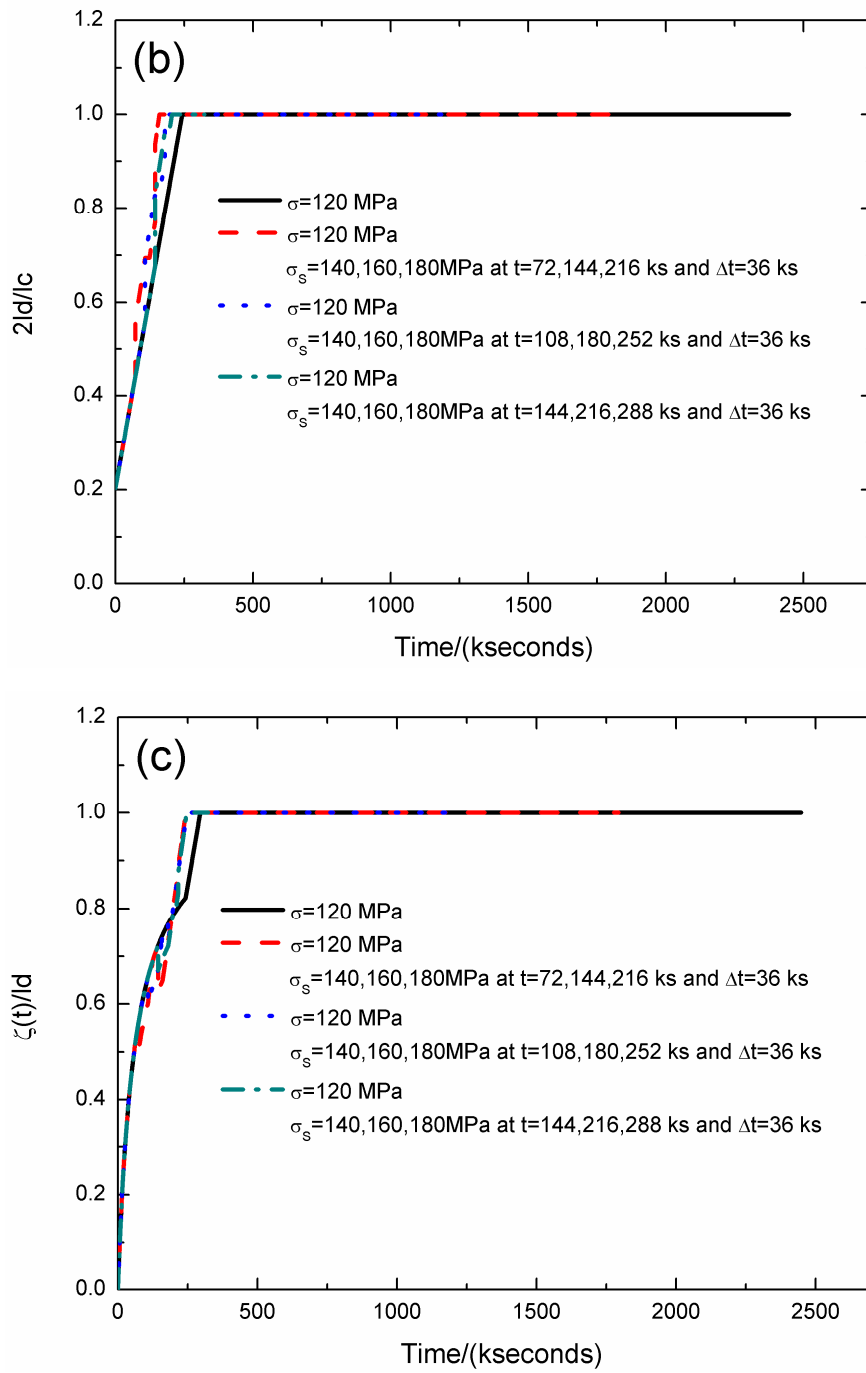 (b)
1.2
1.0
0.8
0.6
0.4
0.2
0.0
2ld/lc
σ=120 MPa
σ=120 MPa
σs=140,160,180MPa at t=72,144,216 ks and Δt=36 ks
σ=120 MPa
σs=140,160,180MPa at t=108,180,252 ks and Δt=36 ks
σ=120 MPa
σs=140,160,180MPa at t=144,216,288 ks and Δt=36 ks
0 500 1000 1500 2000 2500
Time/(kseconds)
(c)
1.2
1.0
0.8
0.6
0.4
0.2
0.0
ζ(t)/ld
σ=120 MPa
σ=120 MPa
σs=140,160,180MPa at t=72,144,216 ks and Δt=36 ks
σ=120 MPa
σs=140,160,180MPa at t=108,180,252 ks and Δt=36 ks
σ=120 MPa
σs=140,160,180MPa at t=144,216,288 ks and Δt=36 ks
0 500 1000 1500 2000 2500
Time/(kseconds)